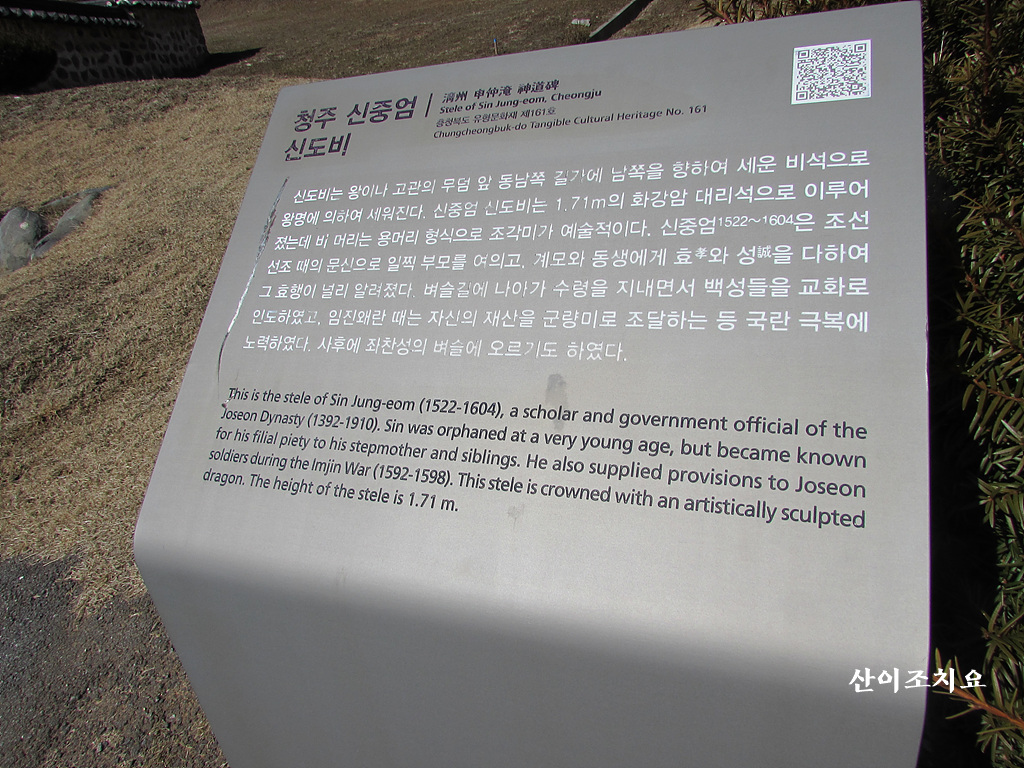 청주 신중엄
신도비
淸州 申仲淹 神道碑
Stele of Sin Jung-eom, Cheongju
충청북도 유형문화재 제161호
Chungcheongbuk-do Tangible Cultural Heritage No. 161
신도비는 왕이나 고관의 무덤 앞 동남쪽 길가에 남쪽을 향하여 세운 비석으로
왕명에 의하여 세워진다. 신중엄 신도비는 1.71m의 화강암 대리석으로 이루어
졌는데 비 머리는 용머리 형식으로 조각미가 예술적이다. 신중엄1522~1604은 조선
선조 때의 문신으로 일찍 부모를 여의고, 계모와 동생에게 효孝와 성誠을 다하여
그 효행이 널리 알려졌다. 벼슬길에 나아가 수령을 지내면서 백성들을 교화로
인도하였고, 임진왜란 때는 자신의 재산을 군량미로 조달하는 등 국란 극복에
노력하였다. 사후에 좌찬성의 벼슬에 오르기도 하였다.
This is the stele of Sin Jung-eom (1522-1604), a scholar and government official of the
Joseon Dynasty (1392-1910). Sin was orphaned at a very young age, but became known
for his filial piety to his stepmother and siblings. He also supplied provisions to Joseon
soldiers during the Imjin War (1592-1598). This stele is crowned with an artistically sculpted
dragon. The height of the stele is 1.71 m.
산이조치요